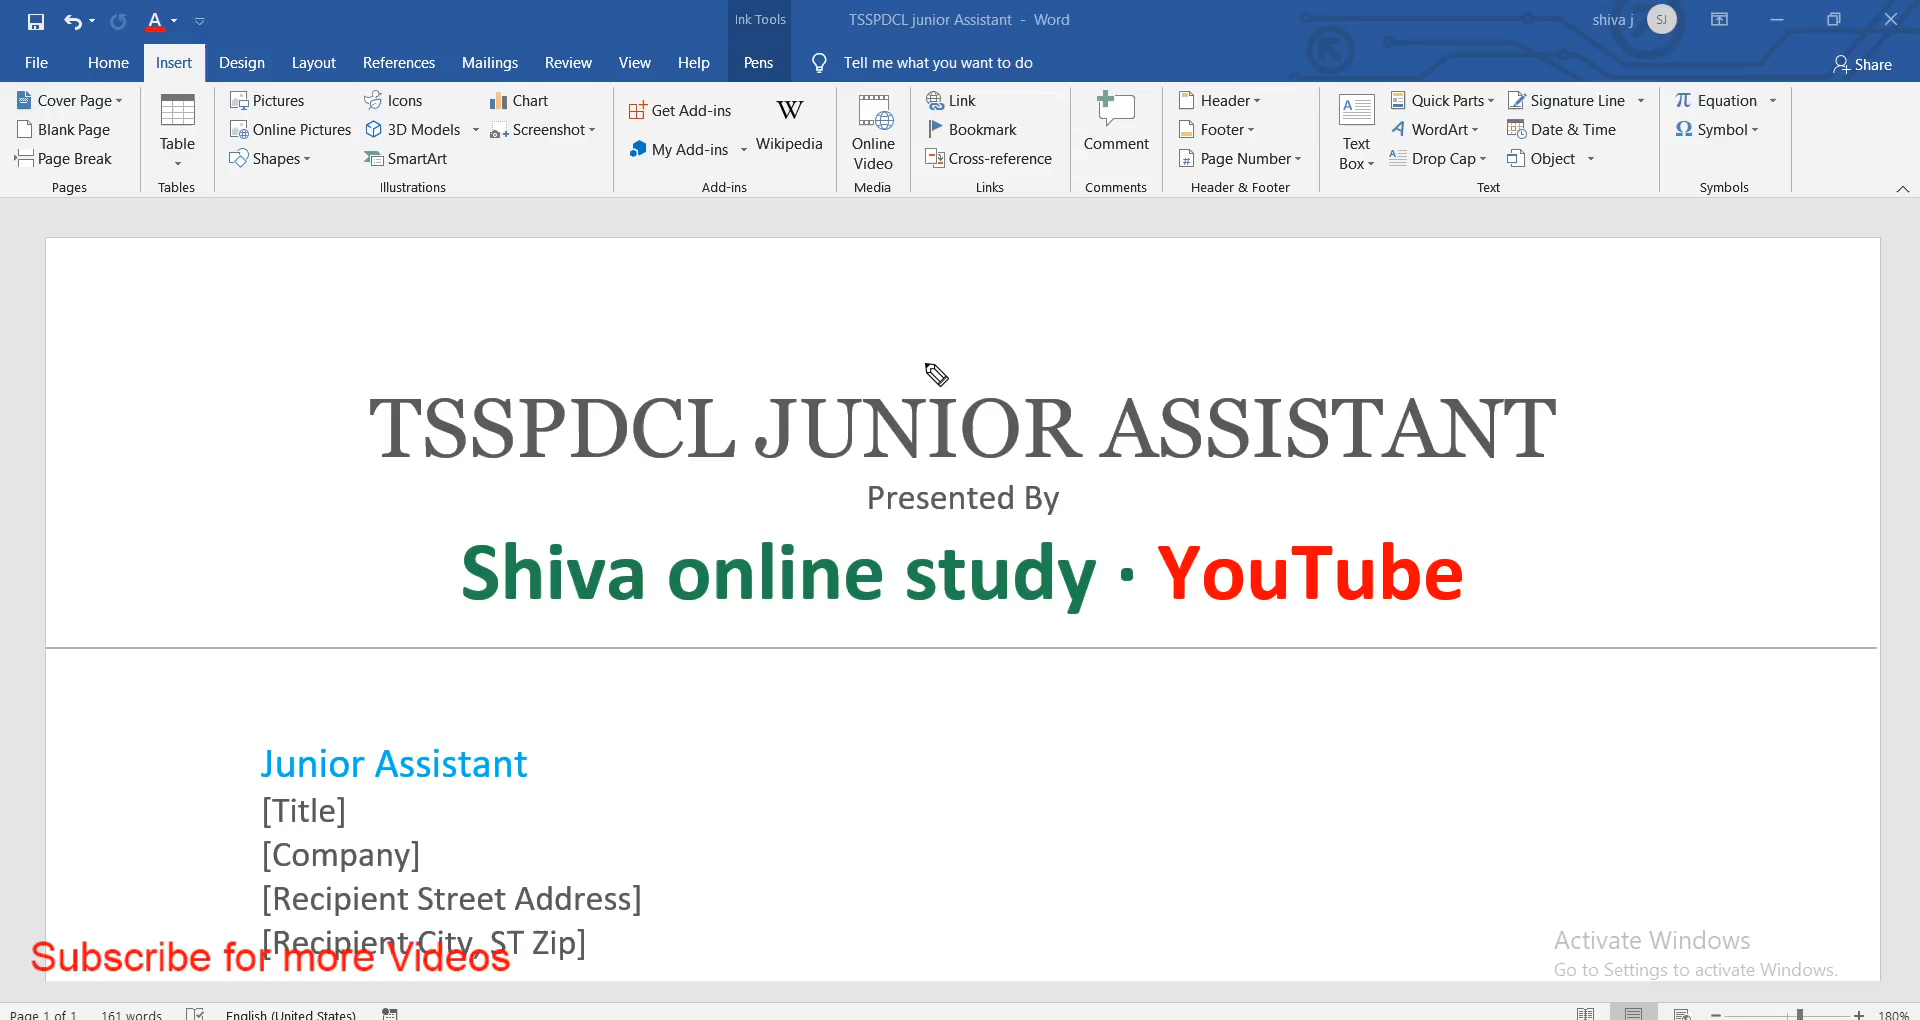 Ink Tools
TSSPDCL junior Assistant - Word
shiva j
SJ
File
Home
Insert
Design
Layout
References
Mailings
Review
View
Help
Pens
Tell me what you want to do
Share
Cover Page
Blank Page
Page Break
Pages
Table
Tables
Pictures
Online Pictures
Shapes
Icons
3D Models
SmartArt
Chart
Screenshot
Illustrations
Get Add-ins
My Add-ins
W
Wikipedia
Add-ins
Online
Video
Media
Link
Bookmark
Cross-reference
Links
Comment
Comments
Header
Footer
Page Number
Header & Footer
Text
Box
Quick Parts
WordArt
Drop Cap
Signature Line
Date & Time
Object
Text
Equation
Symbol
Symbols
TSSPDCL JUNIOR ASSISTANT
Presented By
Shiva online study · YouTube
Junior Assistant
[Title]
[Company]
[Recipient Street Address]
[Recipient City, ST Zip]
Subscribe for more Videos
Activate Windows
Go to Settings to activate Windows.
Page 1 of 1
161 words
English (United States)
180%